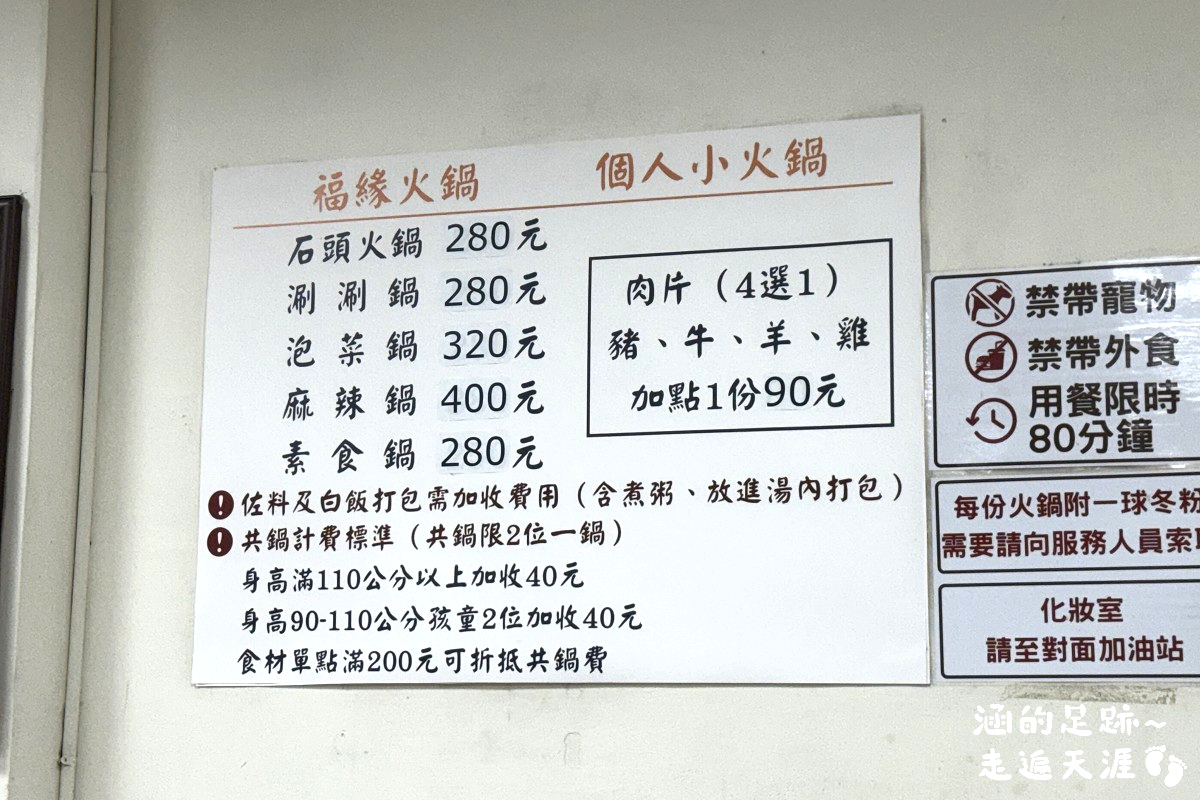 福緣火鍋 個人小火鍋
石頭火鍋 280元
涮涮鍋 280元
泡菜鍋 320元
麻辣鍋 400元
素食鍋 280元
肉片（4選1）
豬、牛、羊、雞
加點1份90元
佐料及白飯打包需加收費用（含煮粥、放進湯內打包）
共鍋計費標準（共鍋限2位一鍋）
身高滿110公分以上加收40元
身高90-110公分孩童2位加收40元
食材單點滿200元可折抵共鍋費
禁帶寵物
禁帶外食
用餐限時
80分鐘
每份火鍋附一球冬粉
需要請向服務人員索
化妝室
請至對面加油站
涵的足跡~
走遍天涯